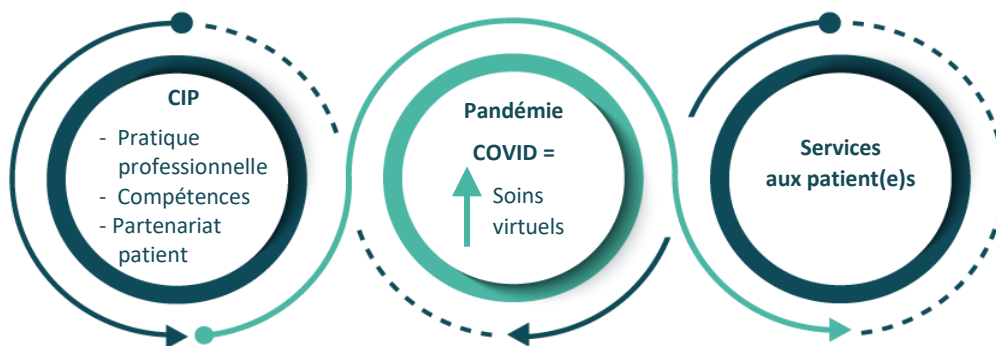 CIP
- Pratique
professionnelle
- Compétences
- Partenariat
patient
Pandémie
COVID =
Soins
virtuels
Services
aux patient(e)s